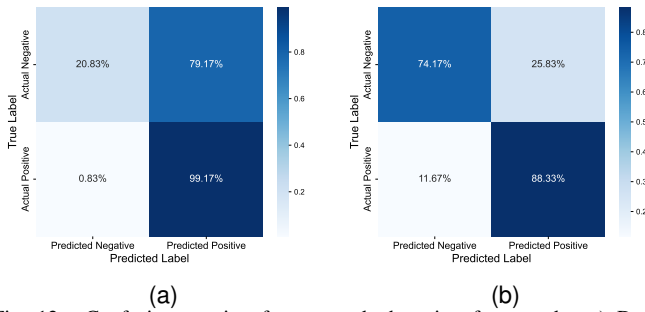 Actual Negative
Actual Positive
True Label
20.83%
79.17%
0.83%
99.17%
Predicted Negative
Predicted Positive
Predicted Label
0.8
0.6
0.4
0.2
(a)
Actual Negative
Actual Positive
True Label
74.17%
25.83%
11.67%
88.33%
Predicted Negative
Predicted Positive
Predicted Label
0.8
0.7
0.6
0.5
0.4
0.3
0.2
(b)